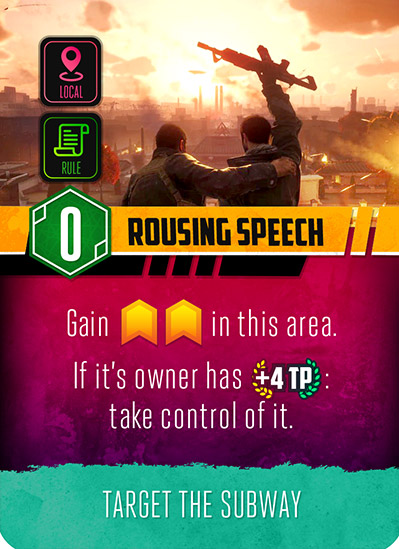 LOCAL
RULE
0 ROUSING SPEECH
Gain in this area.
If it's owner has +4 TP :
take control of it.
TARGET THE SUBWAY